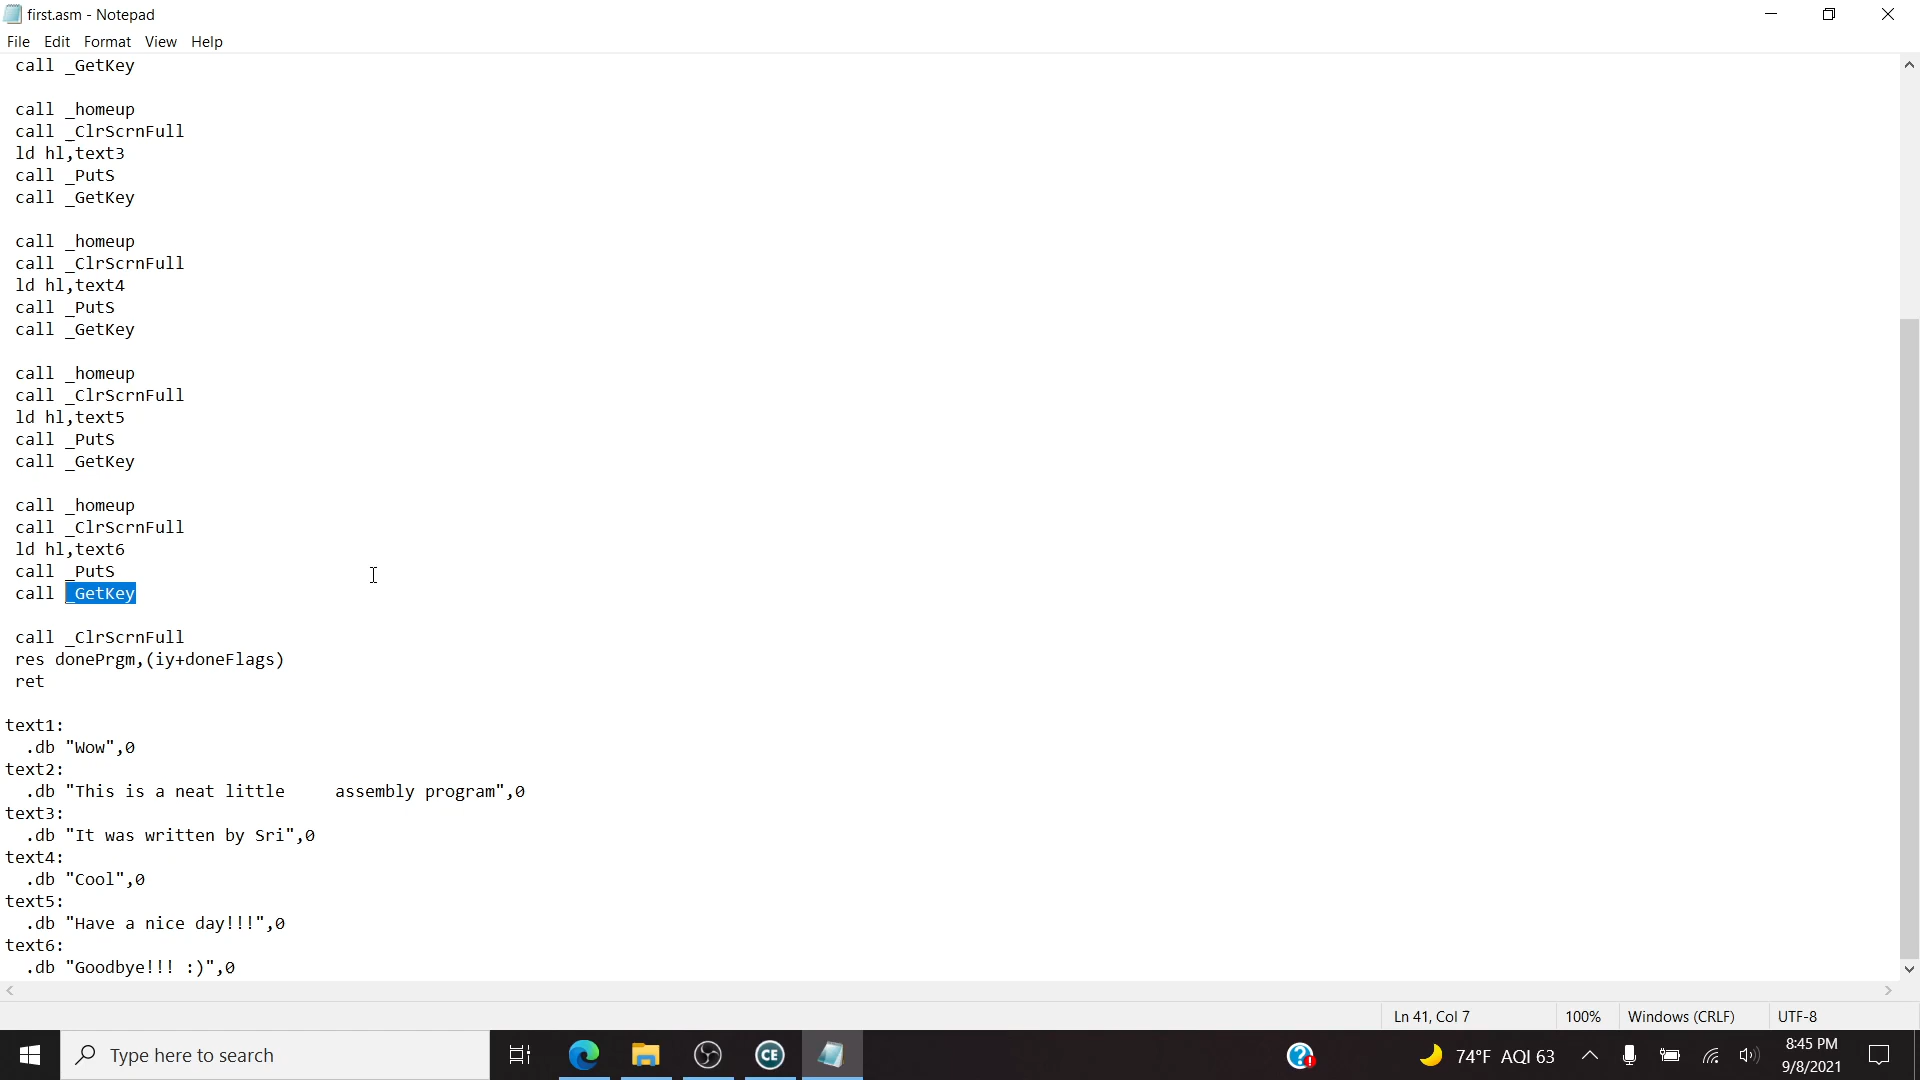 first.asm - Notepad
File Edit Format View Help
call _GetKey
call _homeup
call _ClrScrnFull
ld hl,text3
call _PutS
call _GetKey
call _homeup
call _ClrScrnFull
ld hl,text4
call _PutS
call _GetKey
call _homeup
call _ClrScrnFull
ld hl,text5
call _PutS
call _GetKey
call _homeup
call _ClrScrnFull
ld hl,text6
call _PutS
call _GetKey
call _ClrScrnFull
res donePrgm,(iy+doneFlags)
ret
text1:
.db "Wow",0
text2:
.db "This is a neat little     assembly program",0
text3:
.db "It was written by Sri",0
text4:
.db "Cool",0
text5:
.db "Have a nice day!!!",0
text6:
.db "Goodbye!!! :)",0
Ln 41, Col 7 100% Windows (CRLF) UTF-8
Type here to search CE 74°F AQI 63 8:45 PM
9/8/2021